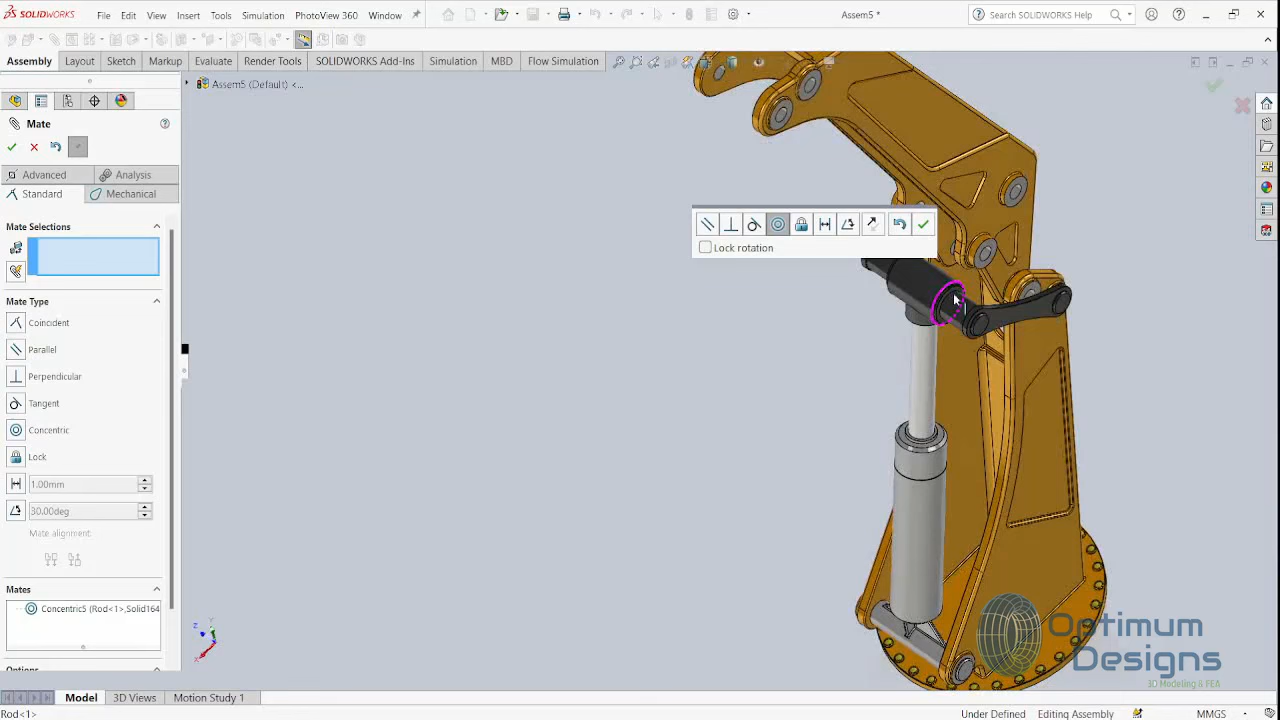 SOLIDWORKS
File Edit View Insert Tools Simulation PhotoView 360 Window
Assem5 *
Search SOLIDWORKS Help
Assembly Layout Sketch Markup Evaluate Render Tools SOLIDWORKS Add-Ins Simulation MBD Flow Simulation
Assem5 (Default) <...
Mate
Advanced Analysis
Standard Mechanical
Mate Selections
Lock rotation
Mate Type
Coincident
Parallel
Perpendicular
Tangent
Concentric
Lock
1.00mm
30.00deg
Mate alignment:
Mates
Concentric5 (Rod<1>,Solid164
Options
Optimum
Designs
3D Modeling & FEA
Model 3D Views Motion Study 1
Rod<1>
Under Defined Editing Assembly MMGS